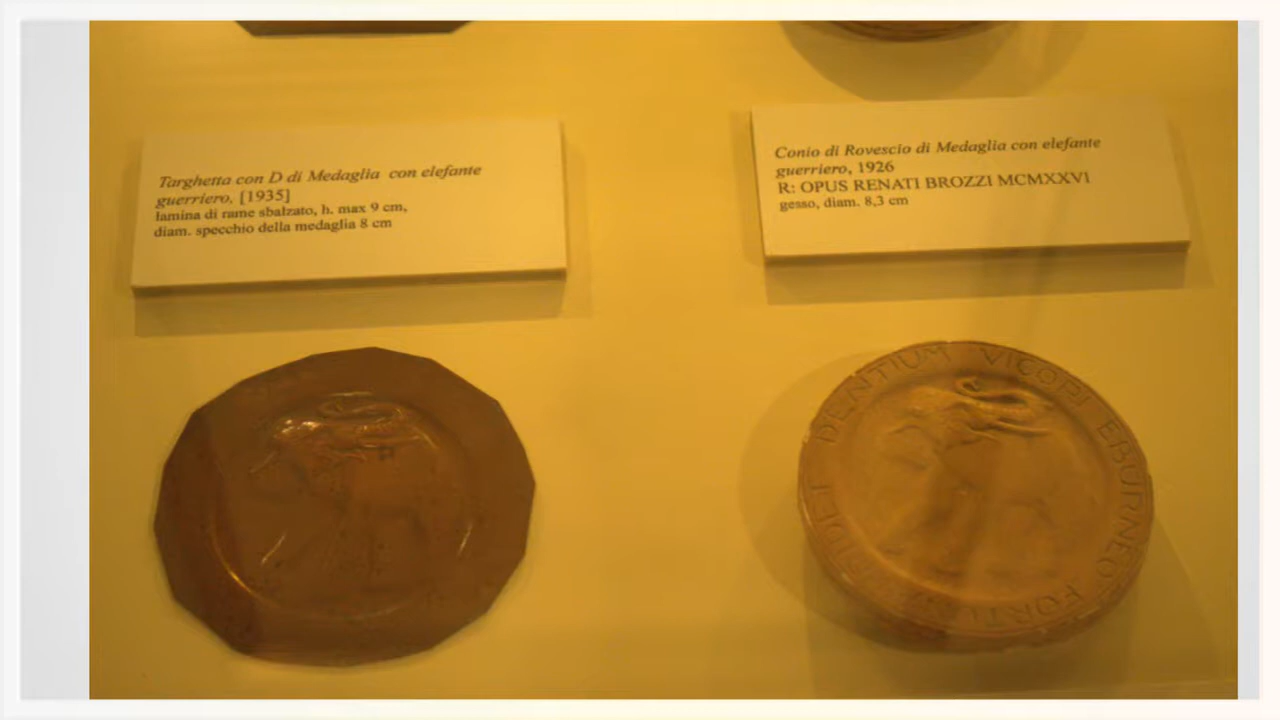 Targhetta con D di Medaglia con elefante
guerriero, [1935]
lamina di rame sbalzato, h. max 9 cm,
diam. specchio della medaglia 8 cm
Conio di Rovescio di Medaglia con elefante
guerriero, 1926
R: OPUS RENATI BROZZI MCMXXVI
gesso, diam. 8,3 cm
DENTIUM VIGORI EBURNEO